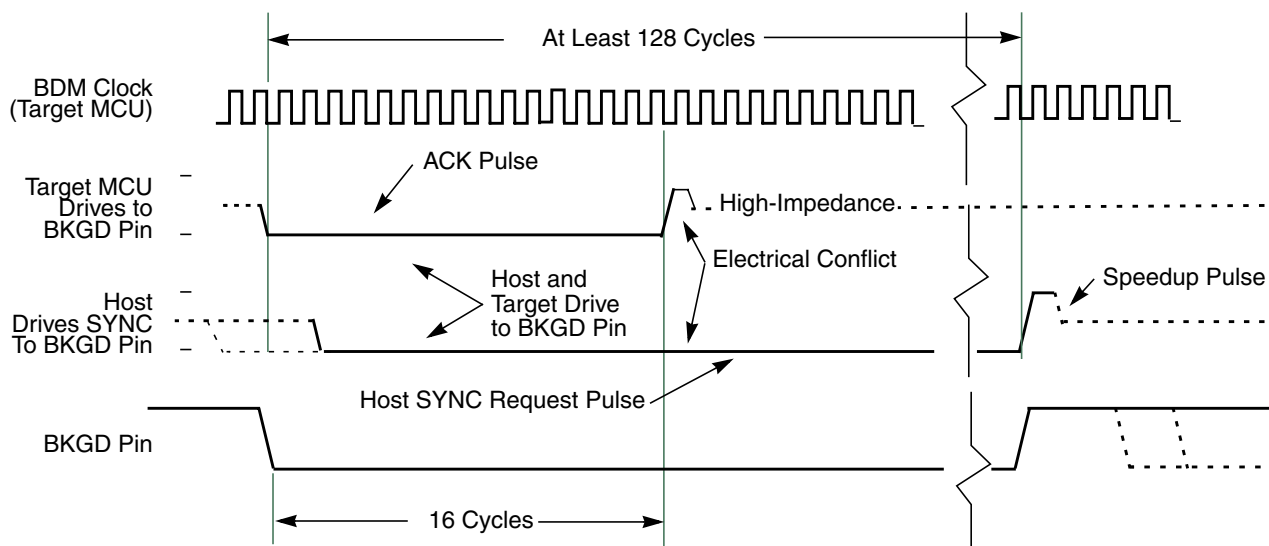 At Least 128 Cycles
BDM Clock
(Target MCU)
ACK Pulse
Target MCU
Drives to
BKGD Pin
High-Impedance
Electrical Conflict
Host and
Target Drive
to BKGD Pin
Speedup Pulse
Host
Drives SYNC
To BKGD Pin
Host SYNC Request Pulse
BKGD Pin
16 Cycles